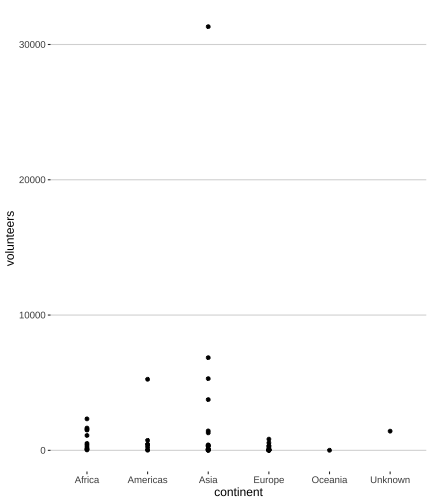 30000
20000
10000
0
volunteers
Africa Americas Asia Europe Oceania Unknown
continent